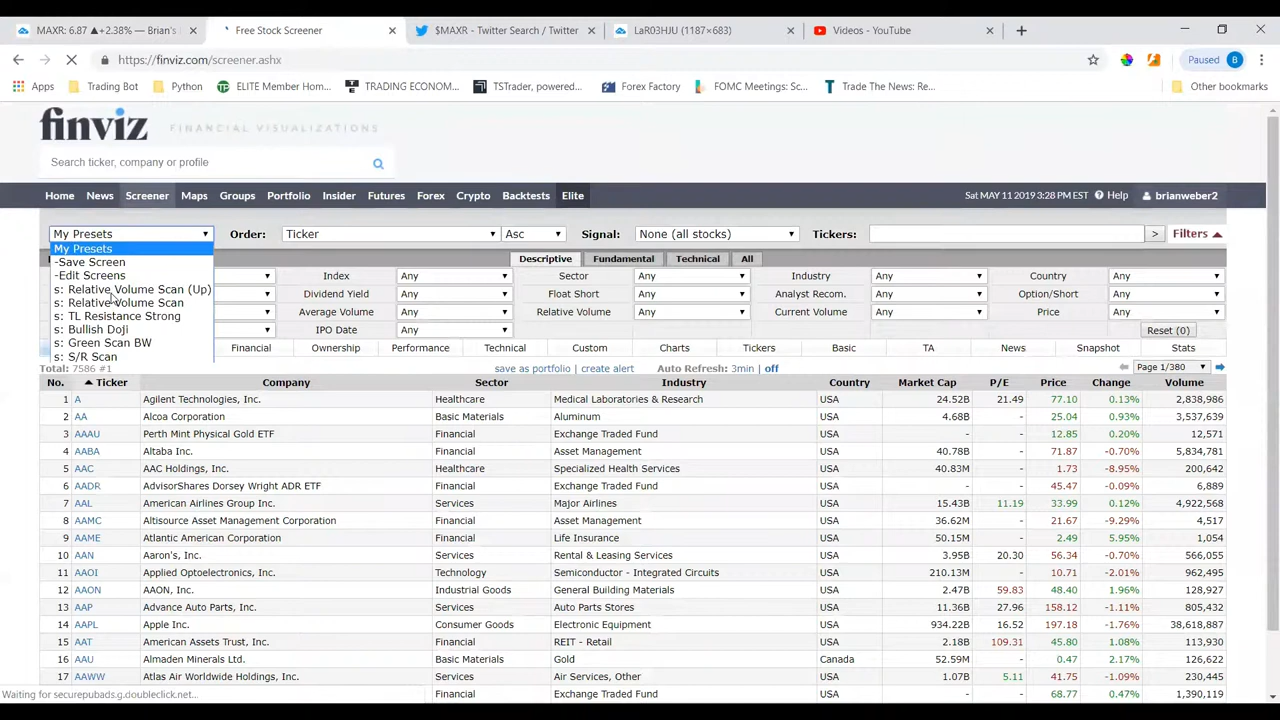 MAXR: 6.87 ▲+2.38% — Brian's
Free Stock Screener
$MAXR - Twitter Search / Twitter
LaR03HJU (1187×683)
Videos - YouTube
https://finviz.com/screener.ashx
Paused B
Apps
Trading Bot
Python
ELITE Member Hom...
TRADING ECONOM...
TSTrader, powered...
Forex Factory
FOMC Meetings: Sc...
Trade The News: Re...
Other bookmarks
finviz FINANCIAL VISUALIZATIONS
Search ticker, company or profile
Home News Screener Maps Groups Portfolio Insider Futures Forex Crypto Backtests Elite
Sat MAY 11 2019 3:28 PM EST Help brianweber2
My Presets Order: Ticker Asc Signal: None (all stocks) Tickers: > Filters
My Presets
-Save Screen
-Edit Screens
s: Relative Volume Scan (Up)
s: Relative Volume Scan
s: TL Resistance Strong
s: Bullish Doji
s: Green Scan BW
s: S/R Scan
Descriptive Fundamental Technical All
Index Any Sector Any Industry Any Country Any
Dividend Yield Any Float Short Any Analyst Recom. Any Option/Short Any
Average Volume Any Relative Volume Any Current Volume Any Price Any
IPO Date Any Reset (0)
Financial Ownership Performance Technical Custom Charts Tickers Basic TA News Snapshot Stats
Total: 7586 #1 save as portfolio | create alert Auto Refresh: 3min | off Page 1/380
No. Ticker Company Sector Industry Country Market Cap P/E Price Change Volume
1 A Agilent Technologies, Inc. Healthcare Medical Laboratories & Research USA 24.52B 21.49 77.10 0.13% 2,838,986
2 AA Alcoa Corporation Basic Materials Aluminum USA 4.68B - 25.04 0.93% 3,537,639
3 AAAU Perth Mint Physical Gold ETF Financial Exchange Traded Fund USA - - 12.85 0.20% 12,571
4 AABA Altaba Inc. Financial Asset Management USA 40.78B - 71.87 -0.70% 5,834,781
5 AAC AAC Holdings, Inc. Healthcare Specialized Health Services USA 40.83M - 1.73 -8.95% 200,642
6 AADR AdvisorShares Dorsey Wright ADR ETF Financial Exchange Traded Fund USA - - 45.47 -0.09% 6,889
7 AAL American Airlines Group Inc. Services Major Airlines USA 15.43B 11.19 33.99 0.12% 4,922,568
8 AAMC Altisource Asset Management Corporation Financial Asset Management USA 36.62M - 21.67 -9.29% 4,517
9 AAME Atlantic American Corporation Financial Life Insurance USA 50.15M - 2.49 5.95% 1,054
10 AAN Aaron's, Inc. Services Rental & Leasing Services USA 3.95B 20.30 56.34 -0.70% 566,055
11 AAOI Applied Optoelectronics, Inc. Technology Semiconductor - Integrated Circuits USA 210.13M - 10.71 -2.01% 962,495
12 AAON AAON, Inc. Industrial Goods General Building Materials USA 2.47B 59.83 48.40 1.96% 128,927
13 AAP Advance Auto Parts, Inc. Services Auto Parts Stores USA 11.36B 27.96 158.12 -1.11% 805,432
14 AAPL Apple Inc. Consumer Goods Electronic Equipment USA 934.22B 16.52 197.18 -1.76% 38,618,887
15 AAT American Assets Trust, Inc. Financial REIT - Retail USA 2.18B 109.31 45.80 1.08% 113,930
16 AAU Almaden Minerals Ltd. Basic Materials Gold Canada 52.59M - 0.47 2.17% 126,622
17 AAWW Atlas Air Worldwide Holdings, Inc. Services Air Services, Other USA 1.07B 5.11 41.75 -1.09% 230,445
Financial Exchange Traded Fund USA - - 68.77 0.47% 1,390,119
Waiting for securepubads.g.doubleclick.net...